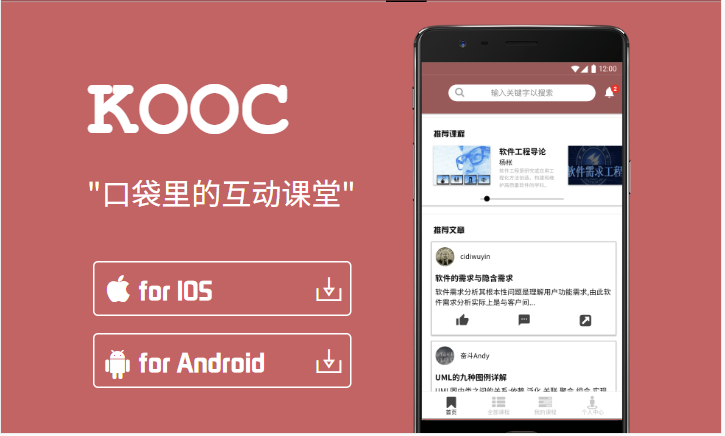 KOOC
"口袋里的互动课堂"
for IOS
for Android
12:00
输入关键字以搜索
2
推荐课程
软件工程导论
杨枨
软件需求工程
推荐文章
cidiwuyin
软件的需求与隐含需求
软件需求分析其根本性问题是理解用户功能需求,由此软
件需求分析实际上是与客户间...
奋斗Andy
UML的九种图例详解
首页
全部课程
我的课程
个人中心